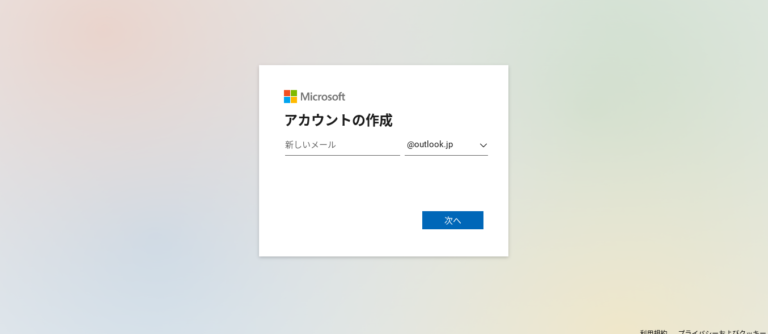 Microsoft
アカウントの作成
新しいメール @outlook.jp
次へ
利用規約 プライバシーおよびクッキー